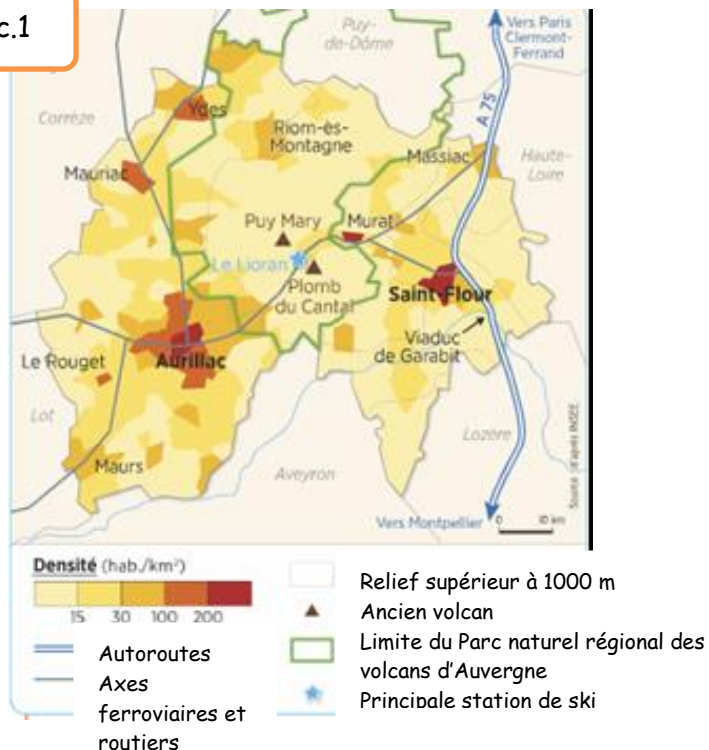 c.1
Puy-
de-Dôme
Vers Paris
Clermont-
Ferrand
A 75
Corrèze
Ydes
Riom-ès-
Montagne
Massiac
Haute-
Loire
Mauriac
Puy Mary
Murat
Le Lioran
Plomb
du Cantal
Saint-Flour
Viaduc
de Garabit
Le Rouget
Aurillac
Lot
Lozère
Maurs
Aveyron
Vers Montpellier
0 10 km
Source : d'après INSEE
Densité (hab./km²)
15 30 100 200
Autoroutes
Axes
ferroviaires et
routiers
Relief supérieur à 1000 m
Ancien volcan
Limite du Parc naturel régional des
volcans d'Auvergne
Principale station de ski